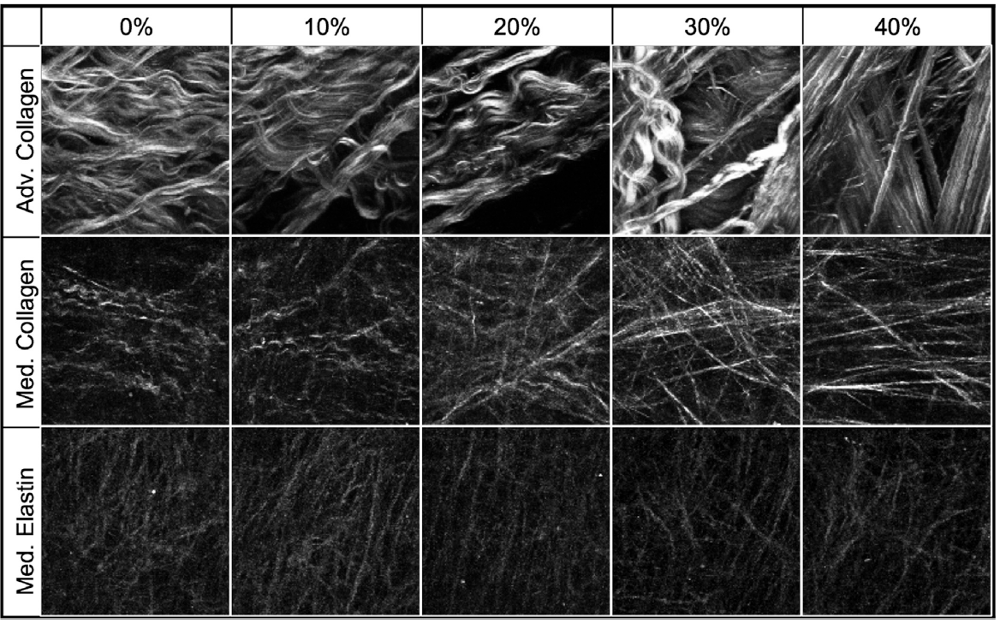 0% 10% 20% 30% 40%
Adv. Collagen
Med. Collagen
Med. Elastin